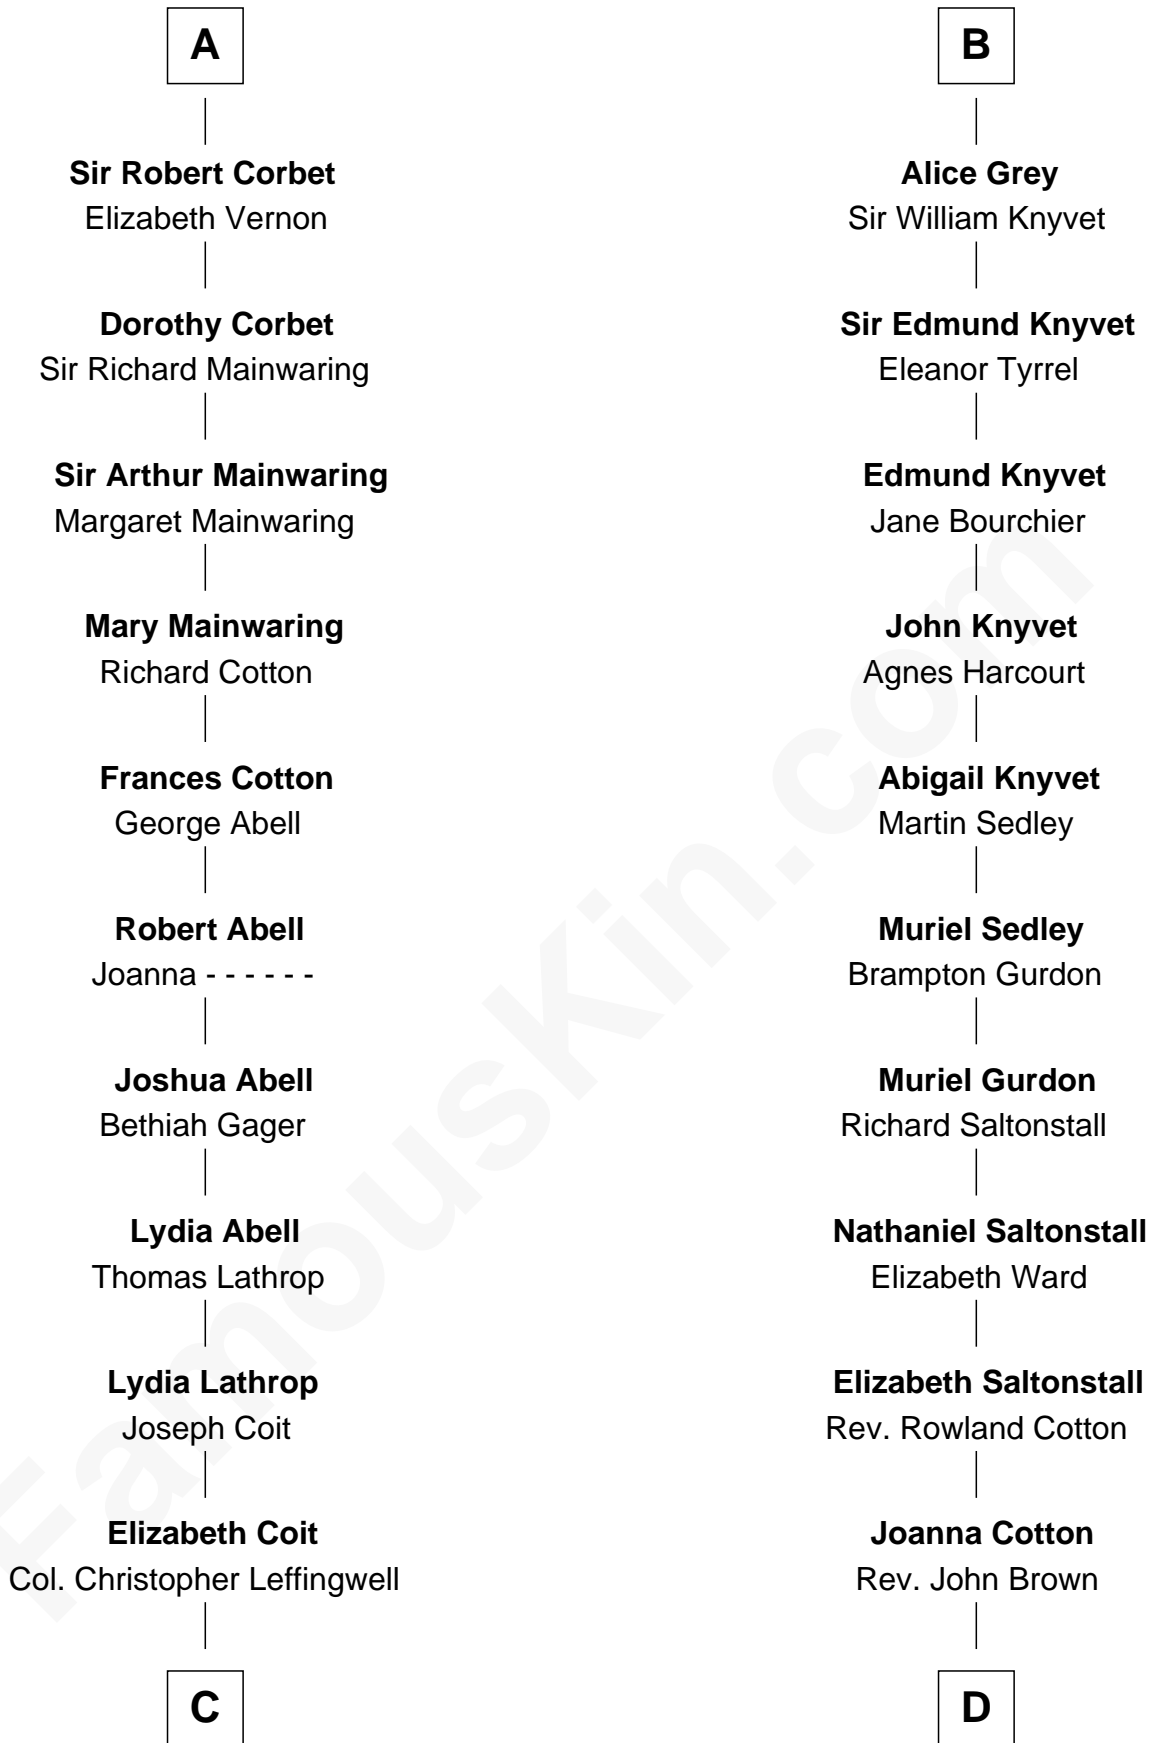 A
Sir Robert Corbet
Elizabeth Vernon
Dorothy Corbet
Sir Richard Mainwaring
Sir Arthur Mainwaring
Margaret Mainwaring
Mary Mainwaring
Richard Cotton
Frances Cotton
George Abell
Robert Abell
Joanna - - - - - -
Joshua Abell
Bethiah Gager
Lydia Abell
Thomas Lathrop
Lydia Lathrop
Joseph Coit
Elizabeth Coit
Col. Christopher Leffingwell
C
B
Alice Grey
Sir William Knyvet
Sir Edmund Knyvet
Eleanor Tyrrel
Edmund Knyvet
Jane Bourchier
John Knyvet
Agnes Harcourt
Abigail Knyvet
Martin Sedley
Muriel Sedley
Brampton Gurdon
Muriel Gurdon
Richard Saltonstall
Nathaniel Saltonstall
Elizabeth Ward
Elizabeth Saltonstall
Rev. Rowland Cotton
Joanna Cotton
Rev. John Brown
D
FamousKin.com